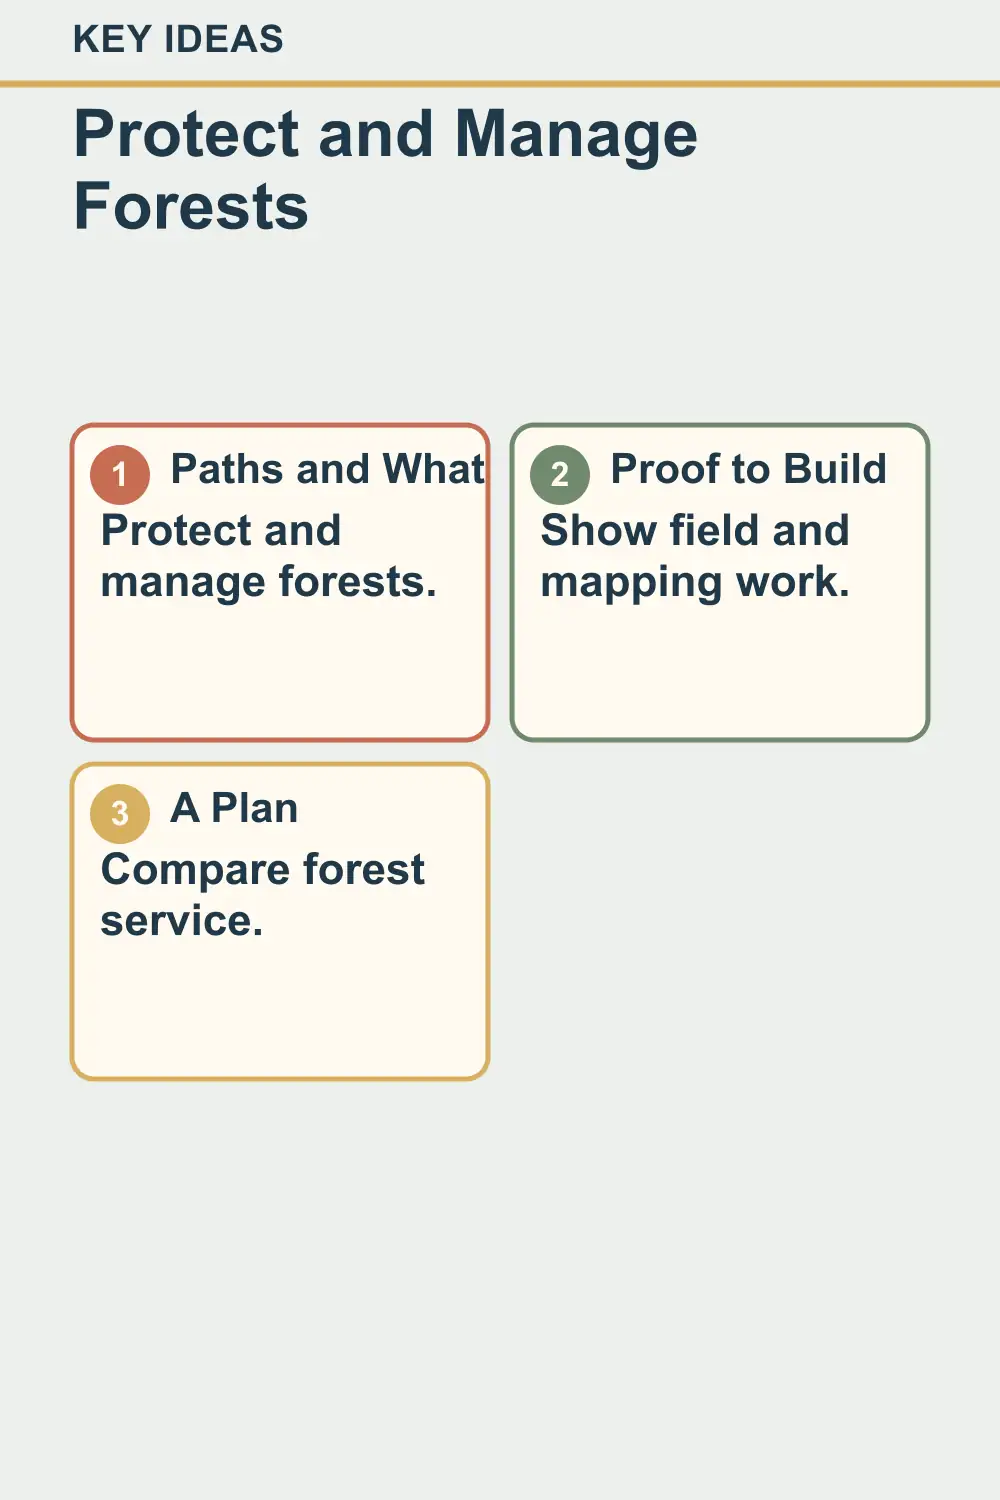 KEY IDEAS
Protect and Manage
Forests
1 Paths and What
Protect and
manage forests.
2 Proof to Build
Show field and
mapping work.
3 A Plan
Compare forest
service.